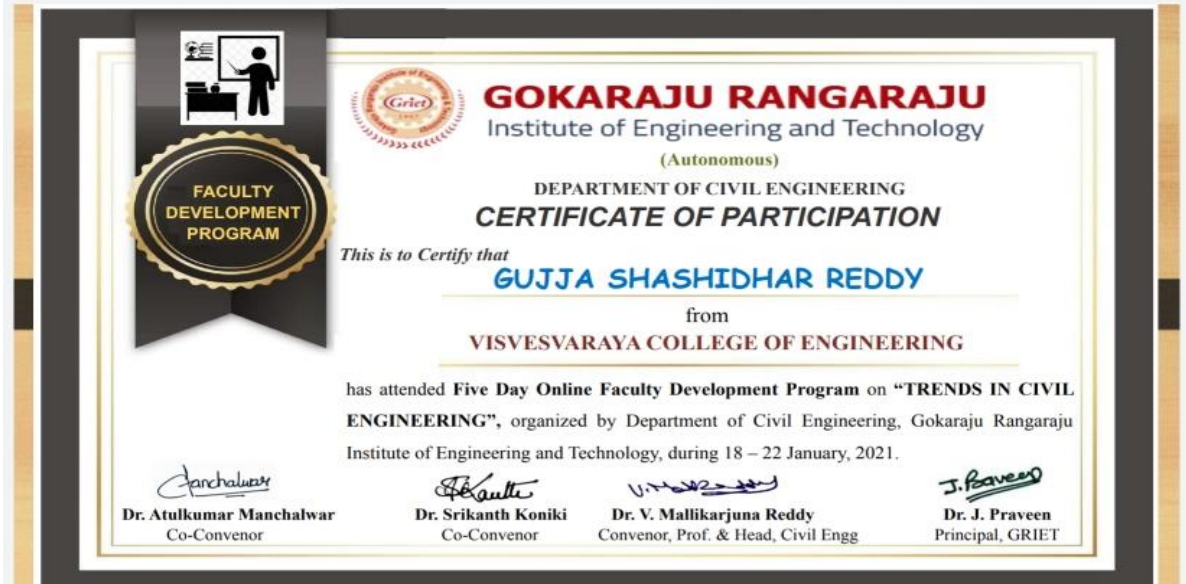 FACULTY
DEVELOPMENT
PROGRAM
Griet
GOKARAJU RANGARAJU
Institute of Engineering and Technology
(Autonomous)
DEPARTMENT OF CIVIL ENGINEERING
CERTIFICATE OF PARTICIPATION
This is to Certify that
GUJJA SHASHIDHAR REDDY
from
VISVESVARAYA COLLEGE OF ENGINEERING
has attended Five Day Online Faculty Development Program on “TRENDS IN CIVIL
ENGINEERING”, organized by Department of Civil Engineering, Gokaraju Rangaraju
Institute of Engineering and Technology, during 18 – 22 January, 2021.
J. Praveen
Dr. Atulkumar Manchalwar
Co-Convenor
Dr. Srikanth Koniki
Co-Convenor
Dr. V. Mallikarjuna Reddy
Convenor, Prof. & Head, Civil Engg
Dr. J. Praveen
Principal, GRIET